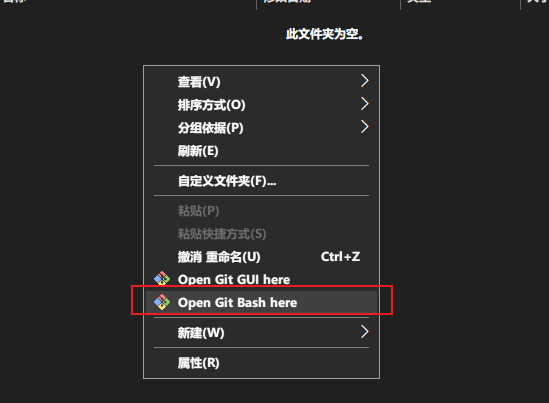 此文件夹为空。
查看(V)
排序方式(O)
分组依据(P)
刷新(E)
自定义文件夹(F)...
粘贴(P)
粘贴快捷方式(S)
撤消 重命名(U) Ctrl+Z
Open Git GUI here
Open Git Bash here
新建(W)
属性(R)